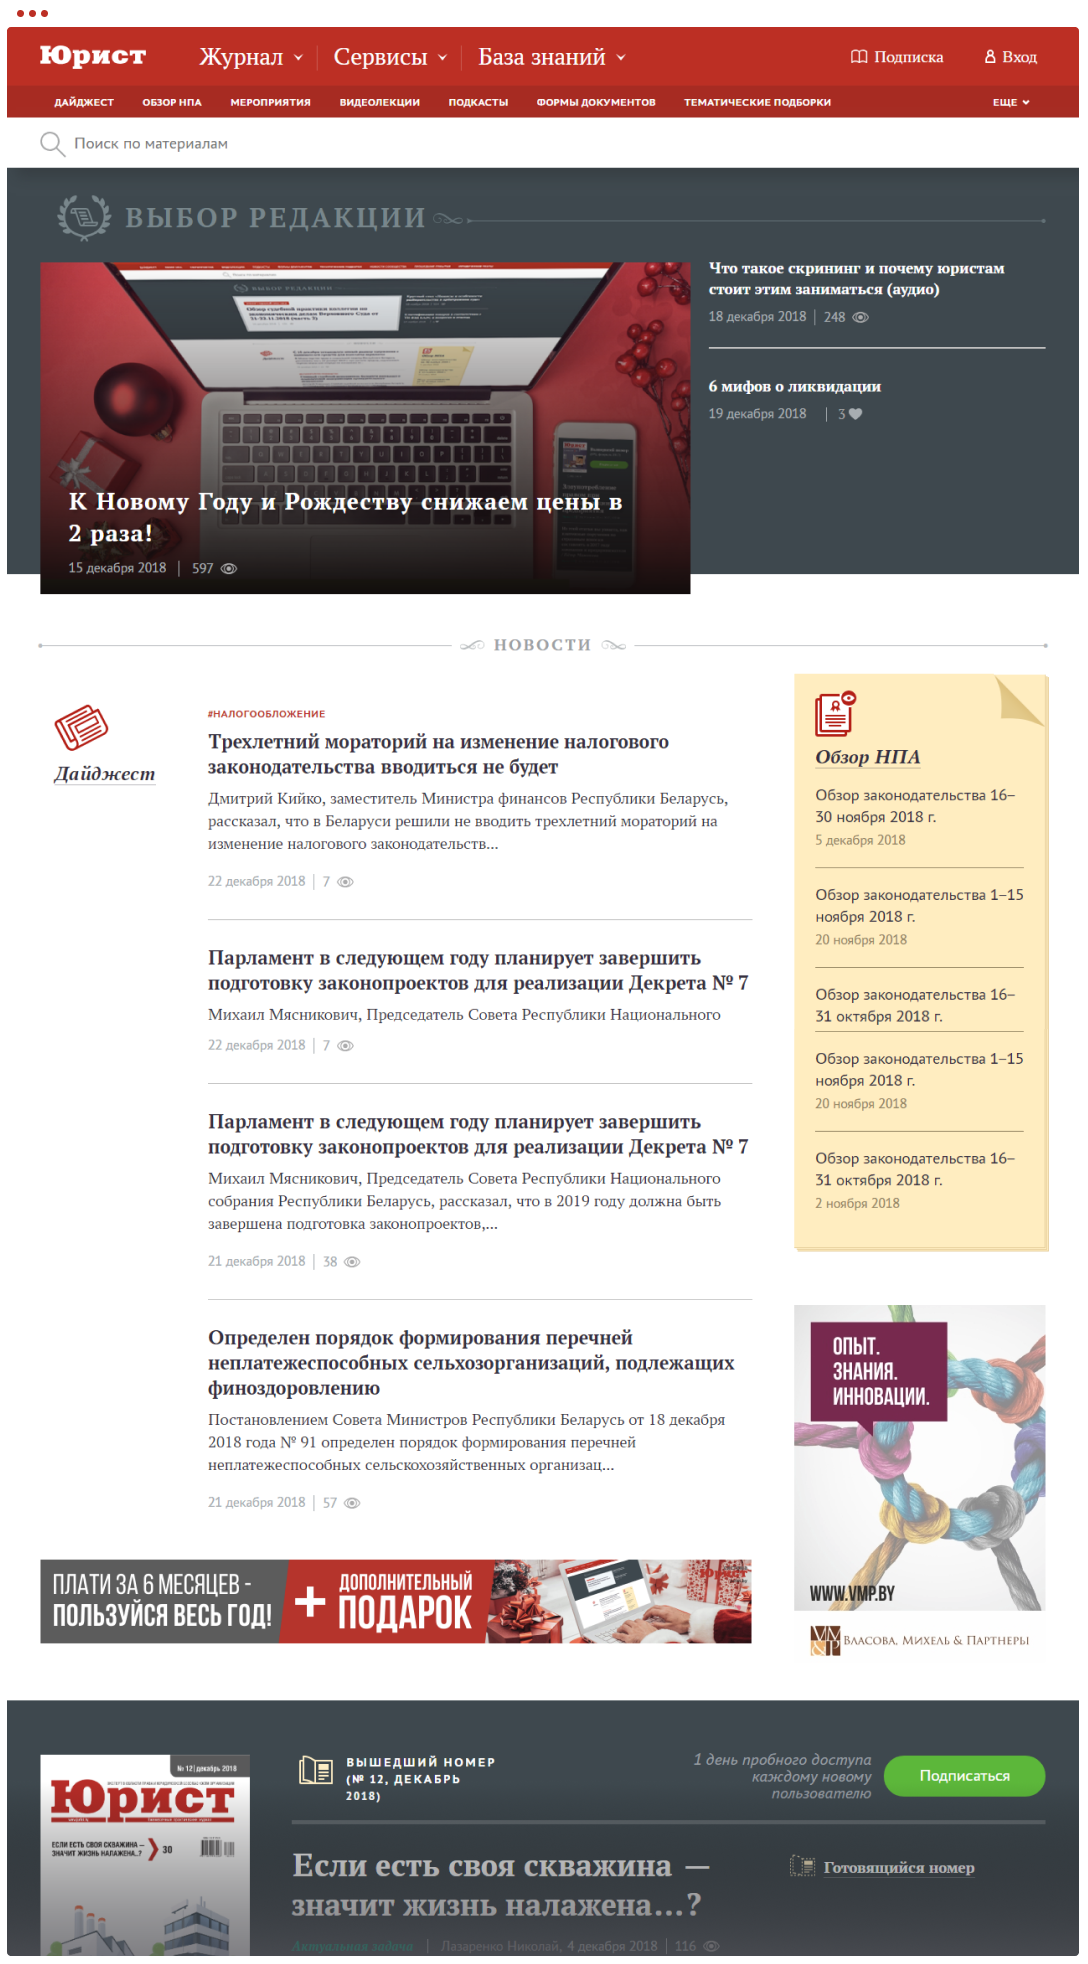 Юрист
Журнал
Сервисы
База знаний
Подписка
Вход
ДАЙДЖЕСТ
ОБЗОР НПА
МЕРОПРИЯТИЯ
ВИДЕОЛЕКЦИИ
ПОДКАСТЫ
ФОРМЫ ДОКУМЕНТОВ
ТЕМАТИЧЕСКИЕ ПОДБОРКИ
ЕЩЕ
Поиск по материалам
ВЫБОР РЕДАКЦИИ
К Новому Году и Рождеству снижаем цены в
2 раза!
15 декабря 2018 | 597
Что такое скрининг и почему юристам
стоит этим заниматься (аудио)
18 декабря 2018 | 248
6 мифов о ликвидации
19 декабря 2018 | 3
НОВОСТИ
Дайджест
#НАЛОГООБЛОЖЕНИЕ
Трехлетний мораторий на изменение налогового
законодательства вводиться не будет
Дмитрий Кийко, заместитель Министра финансов Республики Беларусь,
рассказал, что в Беларуси решили не вводить трехлетний мораторий на
изменение налогового законодательств...
22 декабря 2018 | 7
Парламент в следующем году планирует завершить
подготовку законопроектов для реализации Декрета № 7
Михаил Мясникович, Председатель Совета Республики Национального
22 декабря 2018 | 7
Парламент в следующем году планирует завершить
подготовку законопроектов для реализации Декрета № 7
Михаил Мясникович, Председатель Совета Республики Национального
собрания Республики Беларусь, рассказал, что в 2019 году должна быть
завершена подготовка законопроектов,...
21 декабря 2018 | 38
Определен порядок формирования перечней
неплатежеспособных сельхозорганизаций, подлежащих
финоздоровлению
Постановлением Совета Министров Республики Беларусь от 18 декабря
2018 года № 91 определен порядок формирования перечней
неплатежеспособных сельскохозяйственных организац...
21 декабря 2018 | 57
Обзор НПА
Обзор законодательства 16–
30 ноября 2018 г.
5 декабря 2018
Обзор законодательства 1–15
ноября 2018 г.
20 ноября 2018
Обзор законодательства 16–
31 октября 2018 г.
Обзор законодательства 1–15
ноября 2018 г.
20 ноября 2018
Обзор законодательства 16–
31 октября 2018 г.
2 ноября 2018
ОПЫТ.
ЗНАНИЯ.
ИННОВАЦИИ.
WWW.VMP.BY
VM&P ВЛАСОВА, МИХЕЛЬ & ПАРТНЕРЫ
ПЛАТИ ЗА 6 МЕСЯЦЕВ -
ПОЛЬЗУЙСЯ ВЕСЬ ГОД!
+
ДОПОЛНИТЕЛЬНЫЙ
ПОДАРОК
Юрист
№ 12 | декабрь 2018
Юрист
ЕСЛИ ЕСТЬ СВОЯ СКВАЖИНА —
ЗНАЧИТ ЖИЗНЬ НАЛАЖЕНА..?
30
ВЫШЕДШИЙ НОМЕР
(№ 12, ДЕКАБРЬ
2018)
1 день пробного доступа
каждому новому
пользователю
Подписаться
Если есть своя скважина —
значит жизнь налажена...?
Готовящийся номер
Актуальная задача | Лазаренко Николай, 4 декабря 2018 | 116